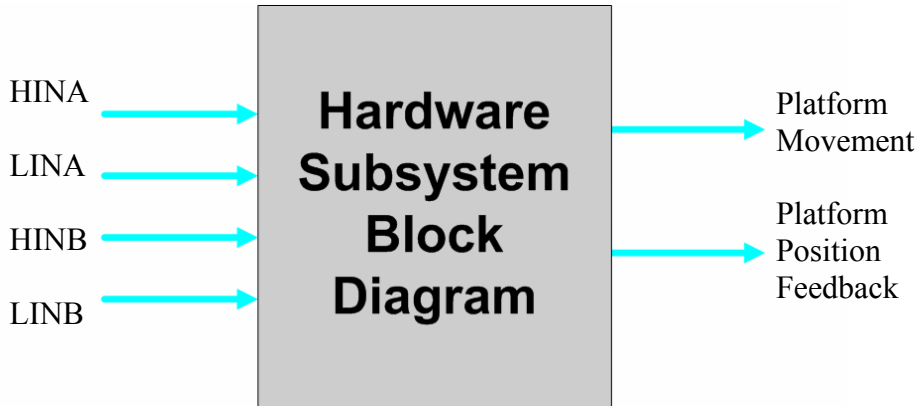 HINA
LINA
HINB
LINB
Hardware
Subsystem
Block
Diagram
Platform
Movement
Platform
Position
Feedback